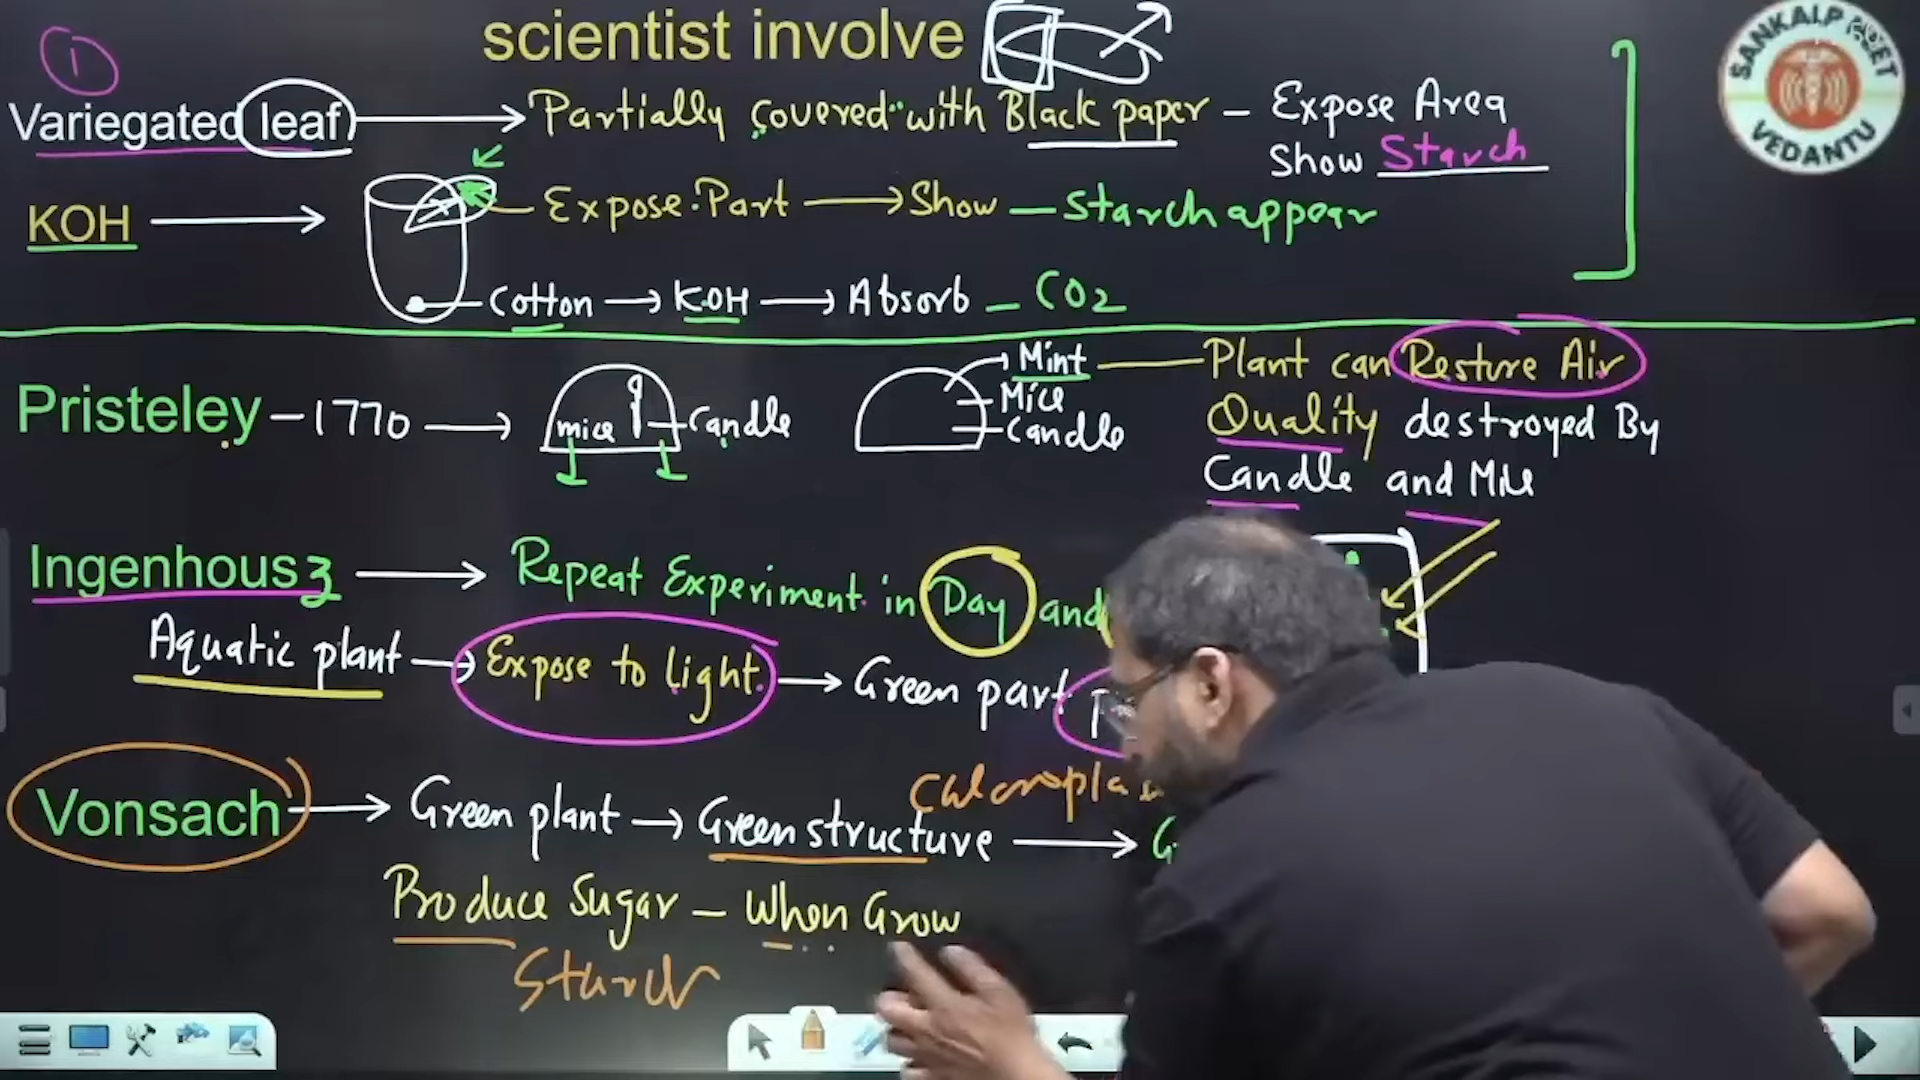 scientist involve
SANKALP NEET
VEDANTU
1
Variegated leaf → Partially covered with Black paper – Expose Area
Show Starch
KOH → Expose Part → Show – Starch appear
Cotton → KOH → Absorb – CO2
Pristeley – 1770 → mice Candle
Mint – Plant can Resture Air
Mice
Candle
Quality destroyed By
Candle and Mice
Ingenhousz → Repeat Experiment in Day and
Aquatic plant → Expose to light → Green part
Vonsach → Green plant → Green structure → G
Produce Sugar – When Grow
Starch